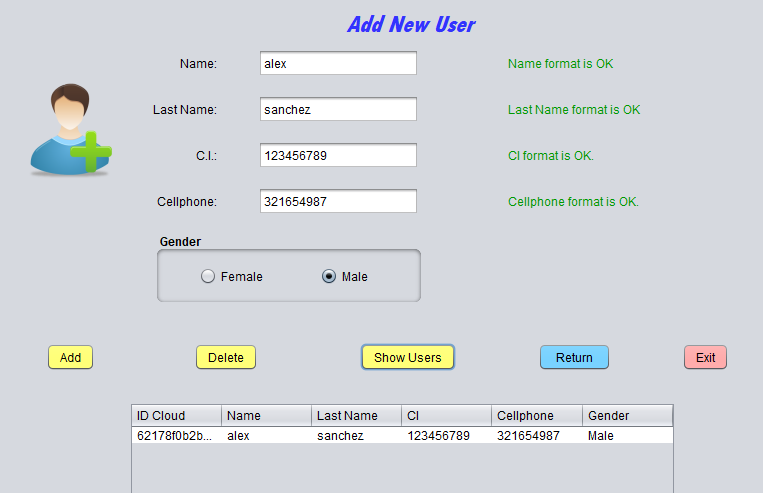 Add New User
Name: alex Name format is OK
Last Name: sanchez Last Name format is OK
C.I.: 123456789 CI format is OK.
Cellphone: 321654987 Cellphone format is OK.
Gender
Female Male
Add Delete Show Users Return Exit
ID Cloud Name Last Name CI Cellphone Gender
62178f0b2b... alex sanchez 123456789 321654987 Male